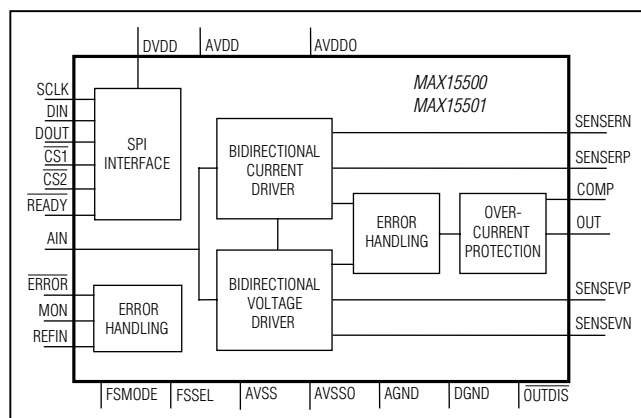 DVDD
AVDD
AVDDO
MAX15500
MAX15501
SCLK
DIN
DOUT
CS1
CS2
READY
AIN
ERROR
MON
REFIN
SPI
INTERFACE
ERROR
HANDLING
BIDIRECTIONAL
CURRENT
DRIVER
BIDIRECTIONAL
VOLTAGE
DRIVER
ERROR
HANDLING
OVER-
CURRENT
PROTECTION
SENSERN
SENSERP
COMP
OUT
SENSEVP
SENSEVN
FSMODE
FSSEL
AVSS
AVSSO
AGND
DGND
OUTDIS